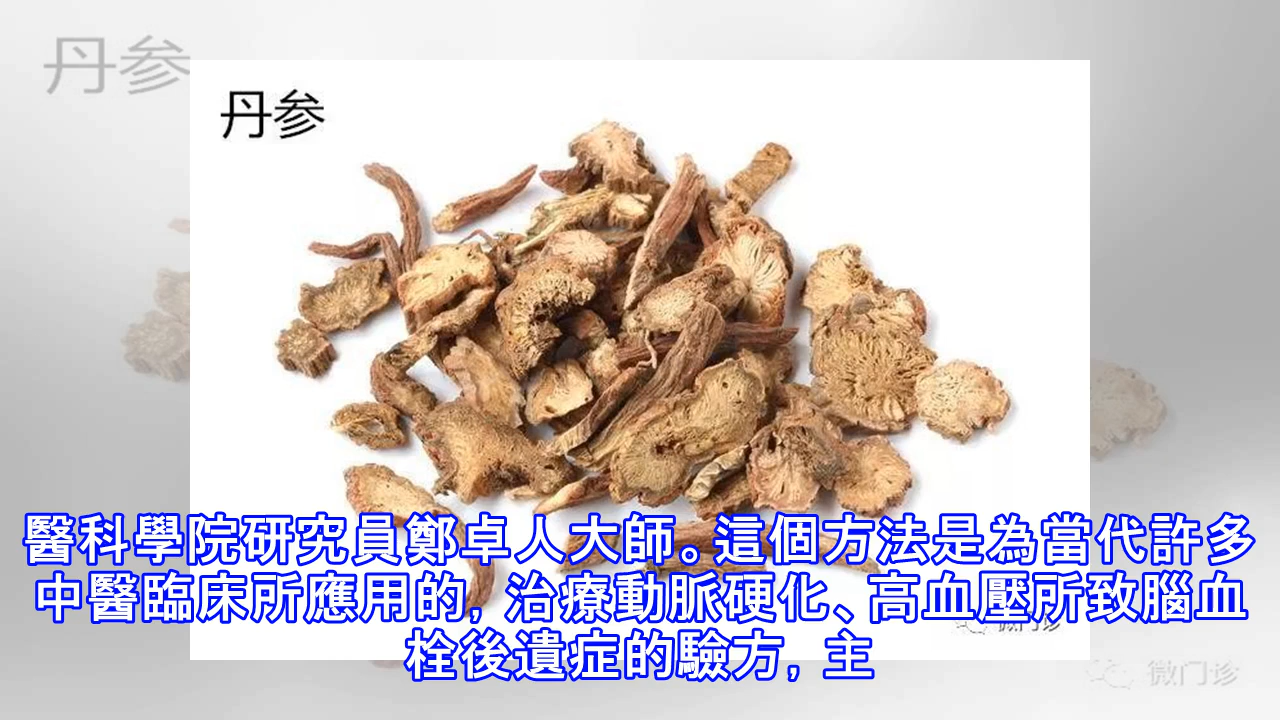 丹参
丹参
醫科學院研究員鄭卓人大師。這個方法是為當代許多
中醫臨床所應用的, 治療動脈硬化、高血壓所致腦血
栓後遺症的驗方, 主
微门诊
微门诊